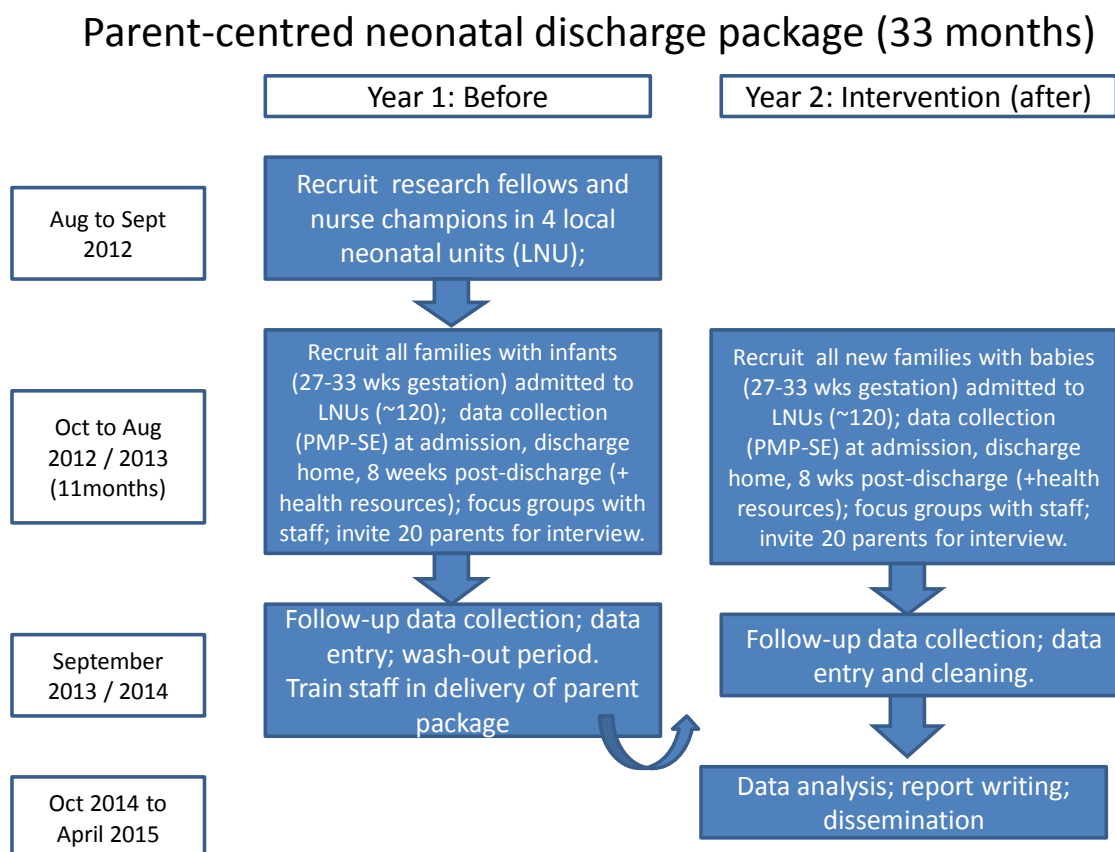 Parent-centred neonatal discharge package (33 months)
Year 1: Before
Year 2: Intervention (after)
Aug to Sept
2012
Recruit research fellows and
nurse champions in 4 local
neonatal units (LNU);
Oct to Aug
2012 / 2013
(11months)
Recruit all families with infants
(27-33 wks gestation) admitted to
LNUs (~120); data collection
(PMP-SE) at admission, discharge
home, 8 weeks post-discharge (+
health resources); focus groups with
staff; invite 20 parents for interview.
Recruit all new families with babies
(27-33 wks gestation) admitted to
LNUs (~120); data collection
(PMP-SE) at admission, discharge
home, 8 wks post-discharge (+health
resources); focus groups with staff;
invite 20 parents for interview.
September
2013 / 2014
Follow-up data collection; data
entry; wash-out period.
Train staff in delivery of parent
package
Follow-up data collection; data
entry and cleaning.
Oct 2014 to
April 2015
Data analysis; report writing;
dissemination